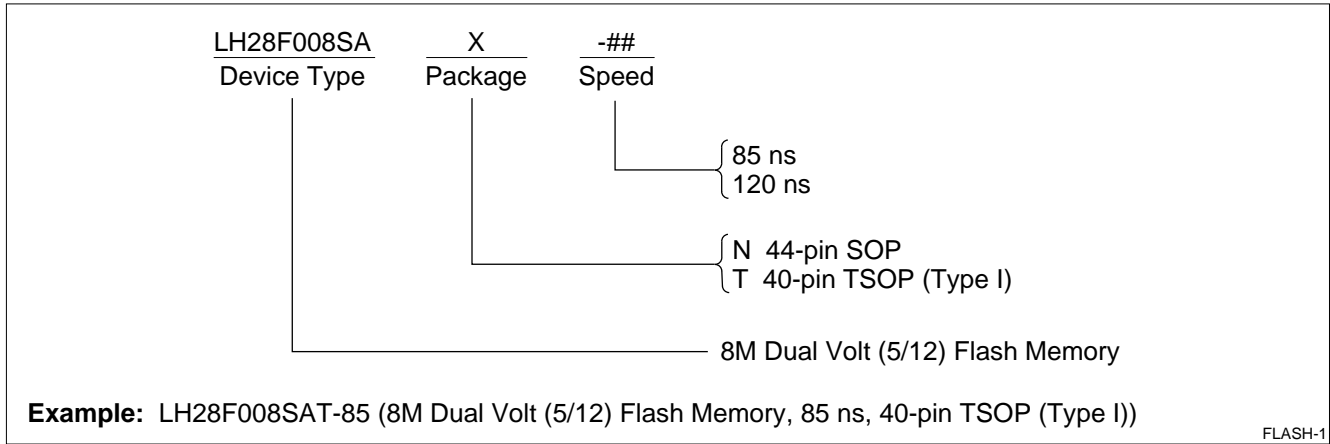 LH28F008SA X -##
Device Type Package Speed
85 ns
120 ns
N 44-pin SOP
T 40-pin TSOP (Type I)
8M Dual Volt (5/12) Flash Memory
Example: LH28F008SAT-85 (8M Dual Volt (5/12) Flash Memory, 85 ns, 40-pin TSOP (Type I))
FLASH-1